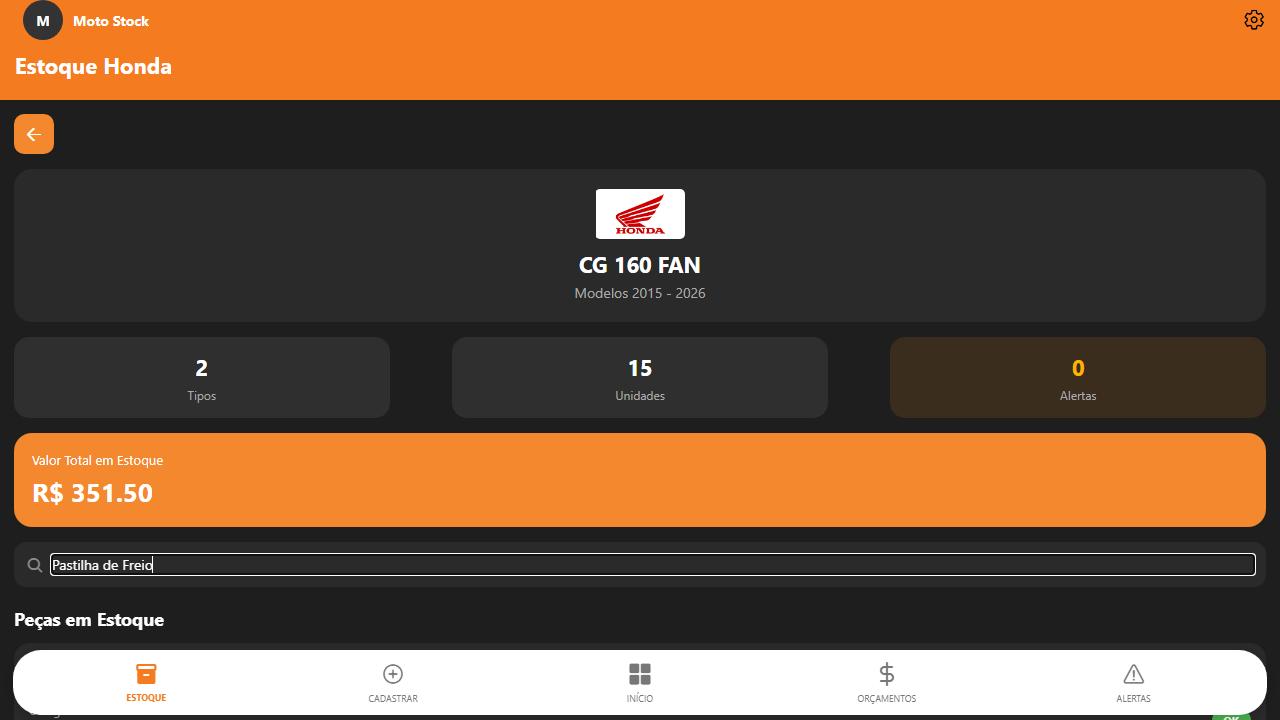 M Moto Stock
Estoque Honda
HONDA
CG 160 FAN
Modelos 2015 - 2026
2
Tipos
15
Unidades
0
Alertas
Valor Total em Estoque
R$ 351.50
Pastilha de Freio
Peças em Estoque
ESTOQUE
CADASTRAR
INÍCIO
ORÇAMENTOS
ALERTAS
OK